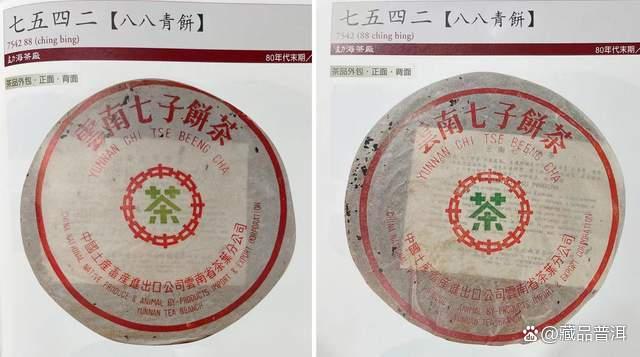 七五四二【八八青餅】
7542 88 (ching bing)
勐海茶廠
80年代末期／
茶品外包．正面．背面
雲南七子餅茶
YUNNAN CHI TSE BEENG CHA
茶
中國土產畜產進出口公司雲南省茶葉分公司
CHINA NATIONAL NATIVE PRODUCE & ANIMAL BY-PRODUCTS IMPORT & EXPORT CORPORATION
YUNNAN TEA BRANCH
七五四二【八八青餅】
7542 88 (ching bing)
勐海茶廠
80年代末期／
茶品外包．正面．背面
雲南七子餅茶
YUNNAN CHI TSE BEENG CHA
茶
中國土產畜產進出口公司雲南省茶葉分公司
CHINA NATIONAL NATIVE PRODUCE & ANIMAL BY-PRODUCTS IMPORT & EXPORT CORPORATION
YUNNAN TEA BRANCH
藏品普洱